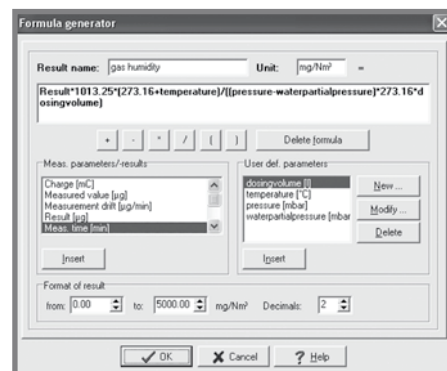 Formula generator
Result name: gas humidity Unit: mg/Nm³ =
Result*1013.25*(273.16+temperature)/((pressure-waterpartialpressure)*273.16*d
osingvolume)
+ - * / ( ) Delete formula
Meas. parameters/-results
Charge [mC]
Measured value [µg]
Measurement drift [µg/min]
Result [µg]
Meas. time [min]
Insert
User def. parameters
dosingvolume [l]
temperature [°C]
pressure [mbar]
waterpartialpressure [mbar
Insert
New ...
Modify ...
Delete
Format of result
from: 0.00 to: 5000.00 mg/Nm³ Decimals: 2
OK Cancel ? Help